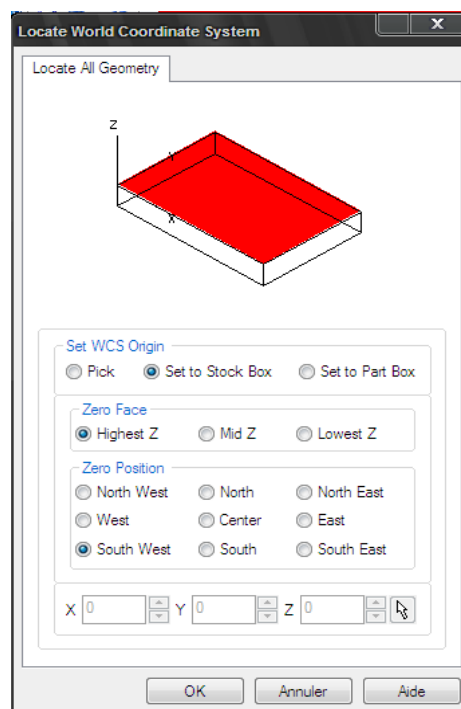 Locate World Coordinate System
Locate All Geometry
Z
Y
X
Set WCS Origin
Pick Set to Stock Box Set to Part Box
Zero Face
Highest Z Mid Z Lowest Z
Zero Position
North West North North East
West Center East
South West South South East
X 0 Y 0 Z 0
OK Annuler Aide